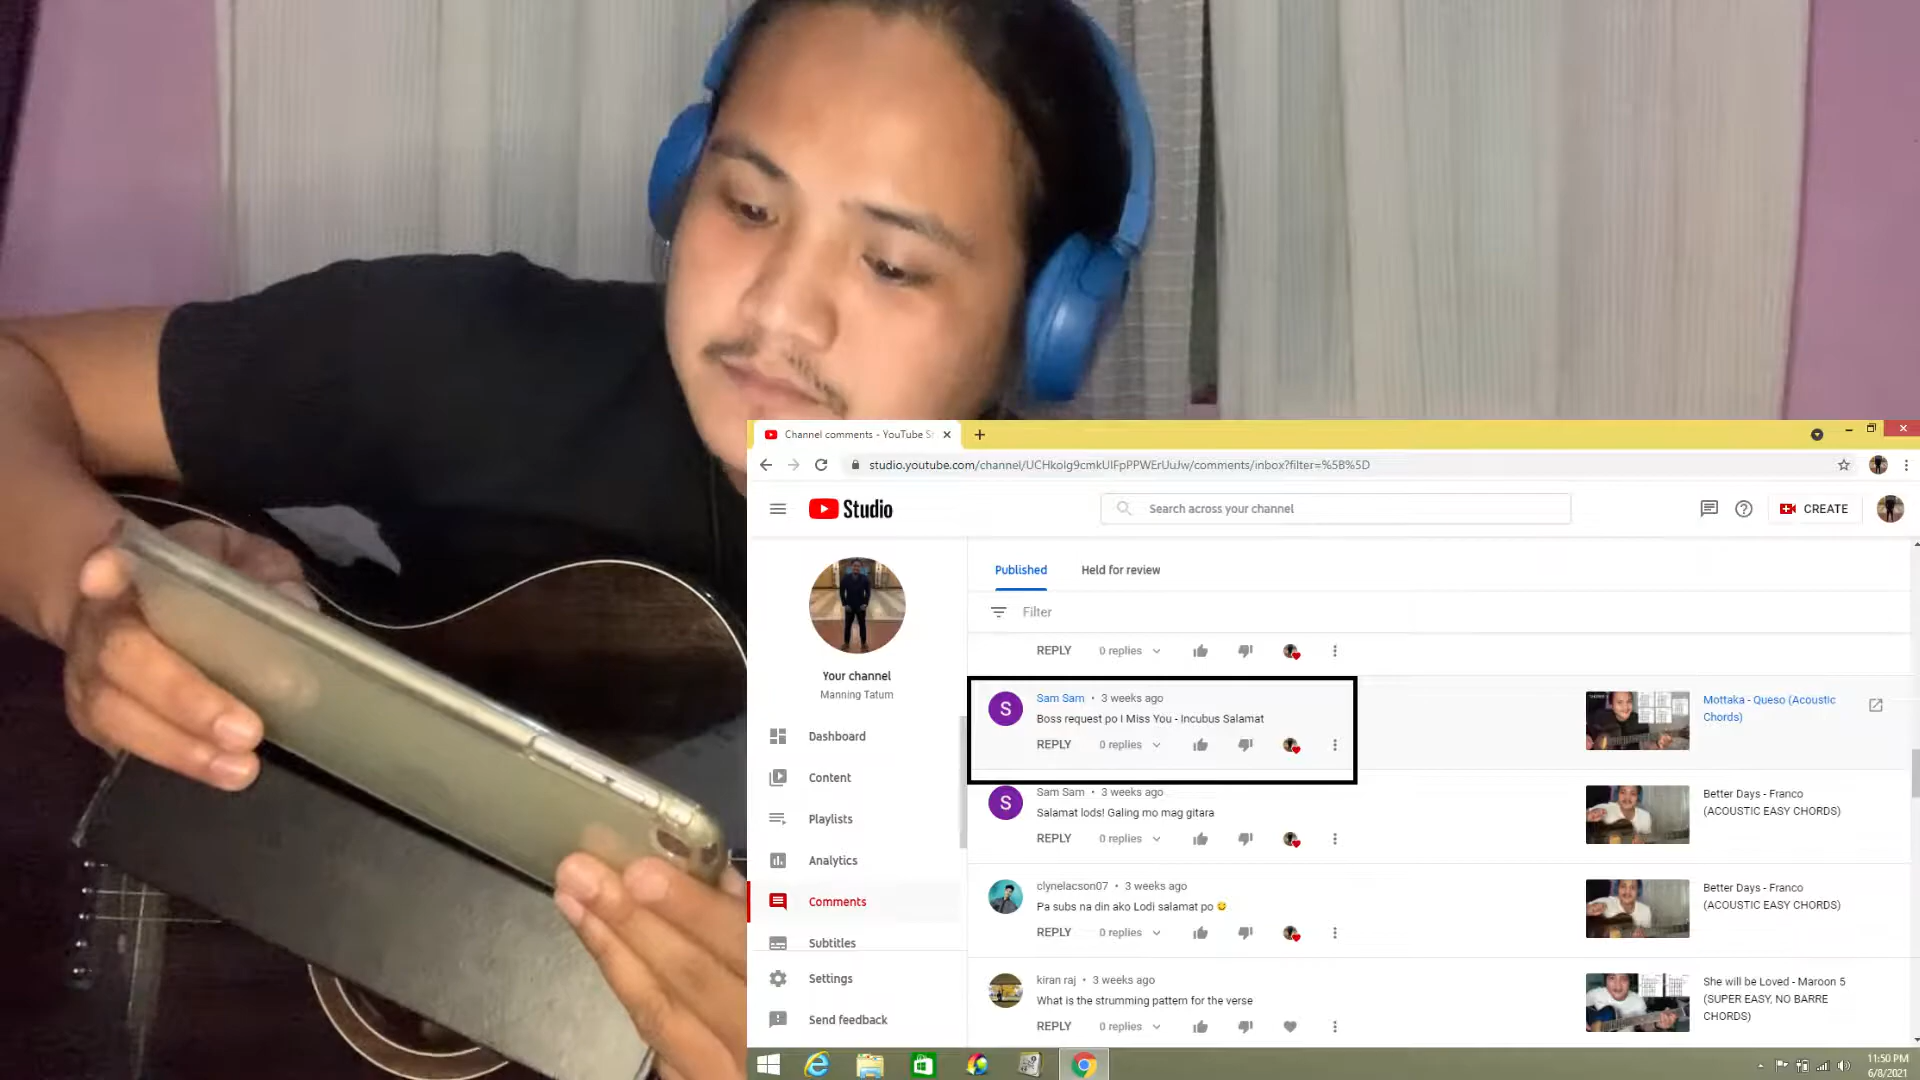 Channel comments - YouTube S
studio.youtube.com/channel/UCHkolg9cmkUIFpPPWErUuJw/comments/inbox?filter=%5B%5D
Studio
Search across your channel
CREATE
Your channel
Manning Tatum
Dashboard
Content
Playlists
Analytics
Comments
Subtitles
Settings
Send feedback
Published
Held for review
Filter
REPLY 0 replies
S
Sam Sam • 3 weeks ago
Boss request po I Miss You - Incubus Salamat
REPLY 0 replies
Mottaka - Queso (Acoustic
Chords)
S
Sam Sam • 3 weeks ago
Salamat lods! Galing mo mag gitara
REPLY 0 replies
Better Days - Franco
(ACOUSTIC EASY CHORDS)
clynelacson07 • 3 weeks ago
Pa subs na din ako Lodi salamat po
REPLY 0 replies
Better Days - Franco
(ACOUSTIC EASY CHORDS)
kiran raj • 3 weeks ago
What is the strumming pattern for the verse
REPLY 0 replies
She will be Loved - Maroon 5
(SUPER EASY, NO BARRE
CHORDS)
11:50 PM
6/8/2021